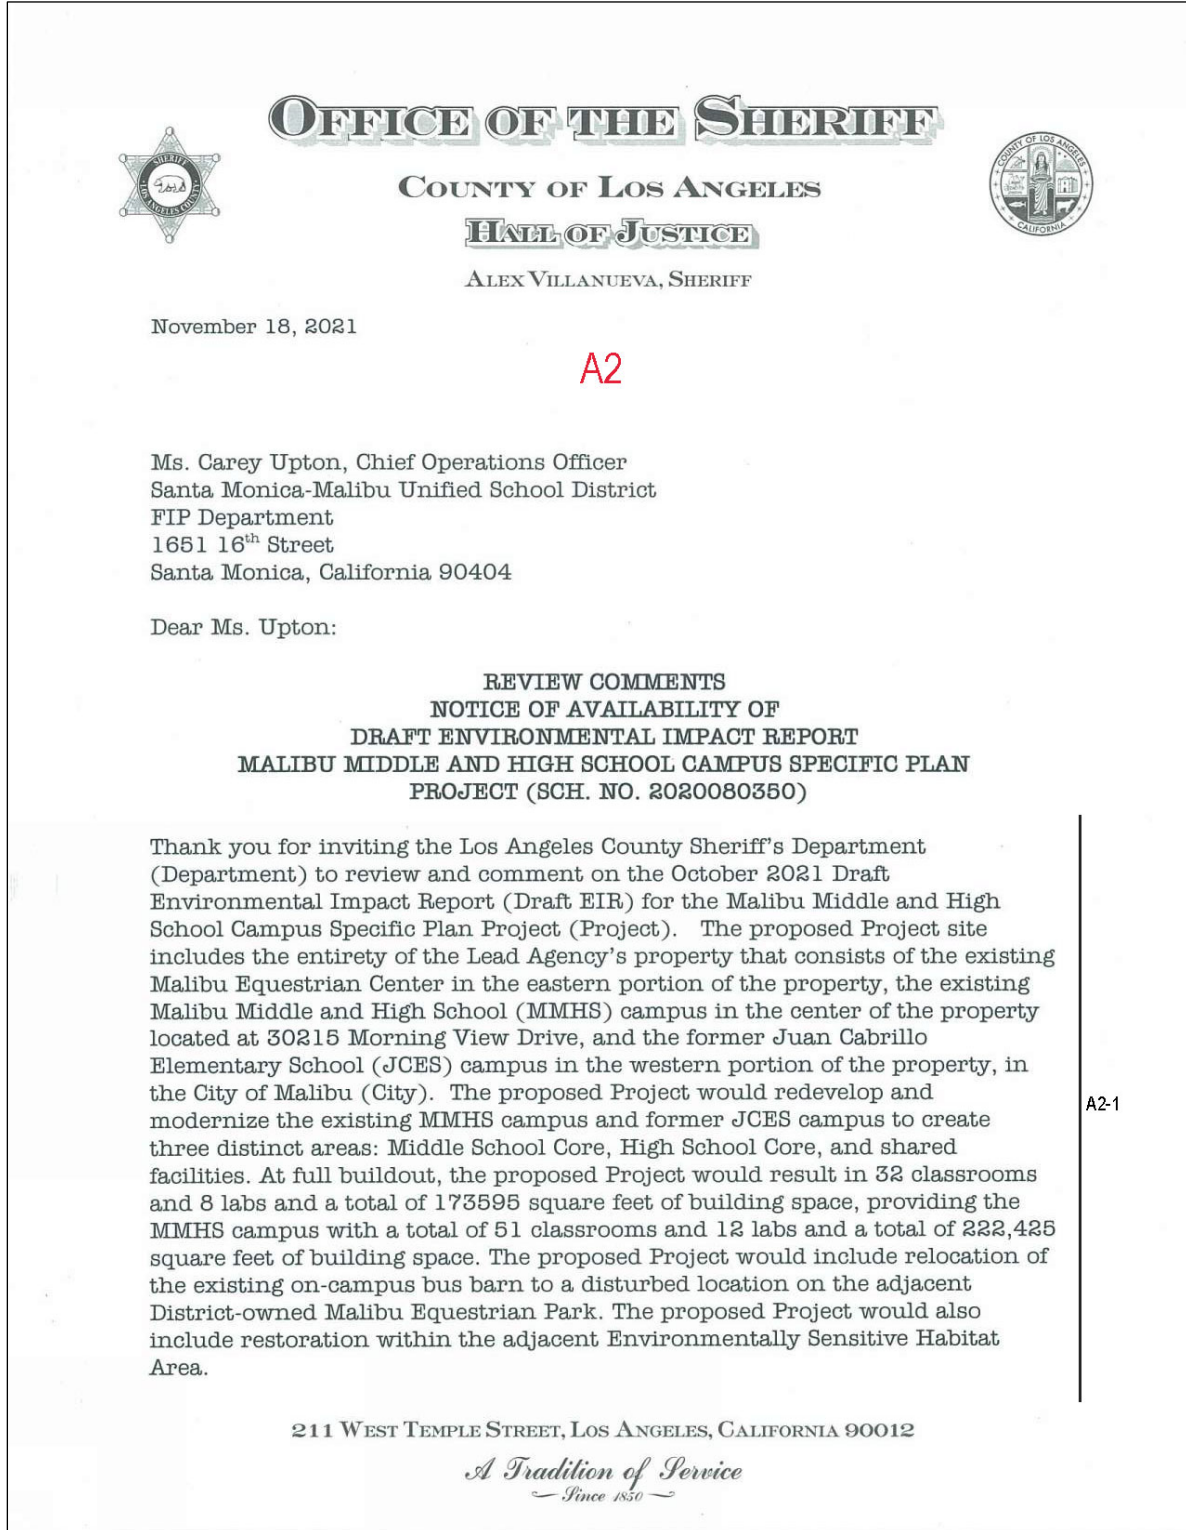 OFFICE OF THE SHERIFF
COUNTY OF LOS ANGELES
HALL OF JUSTICE
ALEX VILLANUEVA, SHERIFF
SHERIFF
LOS ANGELES COUNTY
COUNTY OF LOS ANGELES
CALIFORNIA
November 18, 2021
A2
Ms. Carey Upton, Chief Operations Officer
Santa Monica-Malibu Unified School District
FIP Department
1651 16th Street
Santa Monica, California 90404
Dear Ms. Upton:
REVIEW COMMENTS
NOTICE OF AVAILABILITY OF
DRAFT ENVIRONMENTAL IMPACT REPORT
MALIBU MIDDLE AND HIGH SCHOOL CAMPUS SPECIFIC PLAN
PROJECT (SCH. NO. 2020080350)
Thank you for inviting the Los Angeles County Sheriff's Department
(Department) to review and comment on the October 2021 Draft
Environmental Impact Report (Draft EIR) for the Malibu Middle and High
School Campus Specific Plan Project (Project). The proposed Project site
includes the entirety of the Lead Agency's property that consists of the existing
Malibu Equestrian Center in the eastern portion of the property, the existing
Malibu Middle and High School (MMHS) campus in the center of the property
located at 30215 Morning View Drive, and the former Juan Cabrillo
Elementary School (JCES) campus in the western portion of the property, in
the City of Malibu (City). The proposed Project would redevelop and
modernize the existing MMHS campus and former JCES campus to create
three distinct areas: Middle School Core, High School Core, and shared
facilities. At full buildout, the proposed Project would result in 32 classrooms
and 8 labs and a total of 173595 square feet of building space, providing the
MMHS campus with a total of 51 classrooms and 12 labs and a total of 222,425
square feet of building space. The proposed Project would include relocation of
the existing on-campus bus barn to a disturbed location on the adjacent
District-owned Malibu Equestrian Park. The proposed Project would also
include restoration within the adjacent Environmentally Sensitive Habitat
Area.
A2-1
211 WEST TEMPLE STREET, LOS ANGELES, CALIFORNIA 90012
A Tradition of Service
Since 1850